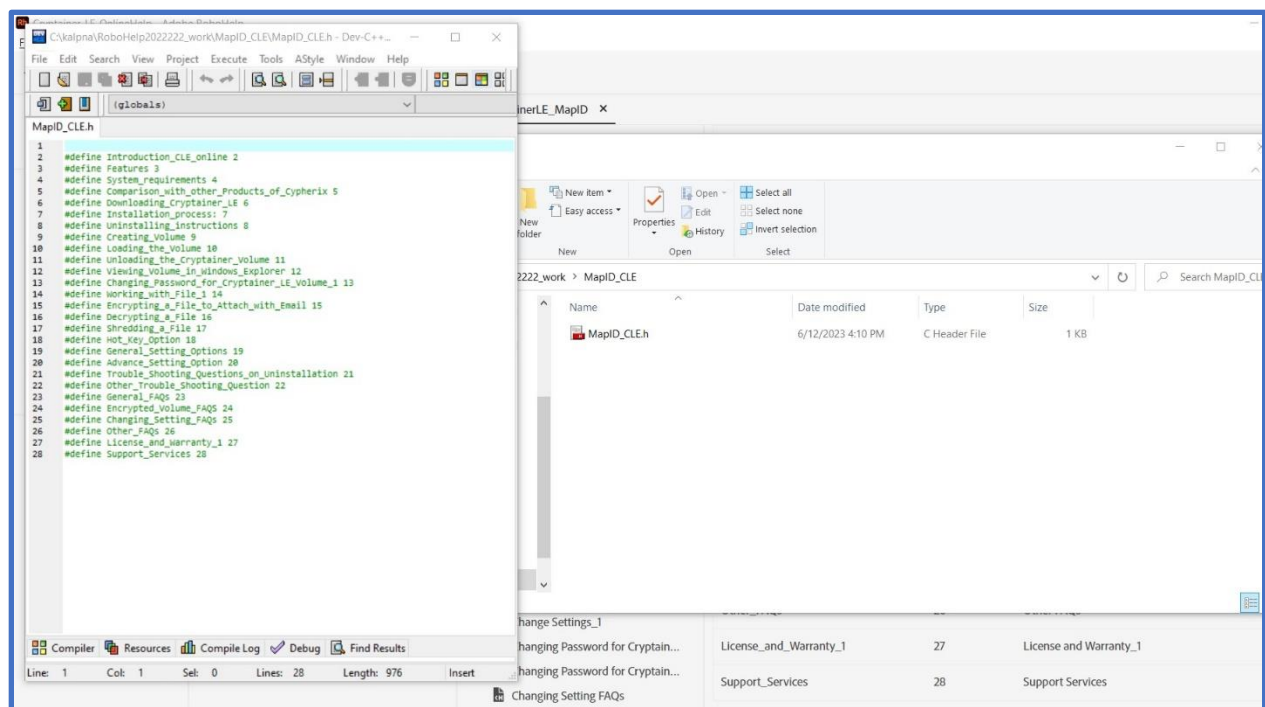 Cryptainer LE OnlineHelp - Adobe RoboHelp
C:\kalpna\RoboHelp2022222_work\MapID_CLE\MapID_CLE.h - Dev-C++...
File Edit Search View Project Execute Tools AStyle Window Help
(globals)
MapID_CLE.h
1
2 #define Introduction_CLE_online 2
3 #define Features 3
4 #define System_requirements 4
5 #define Comparison_with_other_Products_of_Cypherix 5
6 #define Downloading_Cryptainer_LE 6
7 #define Installation_process: 7
8 #define Uninstalling_instructions 8
9 #define Creating_Volume 9
10 #define Loading_the_Volume 10
11 #define Unloading_the_Cryptainer_Volume 11
12 #define Viewing_Volume_in_Windows_Explorer 12
13 #define Changing_Password_for_Cryptainer_LE_Volume_1 13
14 #define Working_with_File_1 14
15 #define Encrypting_a_File_to_Attach_with_Email 15
16 #define Decrypting_a_File 16
17 #define Shredding_a_File 17
18 #define Hot_Key_Option 18
19 #define General_Setting_Options 19
20 #define Advance_Setting_Option 20
21 #define Trouble_Shooting_Questions_on_Uninstallation 21
22 #define Other_Trouble_Shooting_Question 22
23 #define General_FAQs 23
24 #define Encrypted_Volume_FAQS 24
25 #define Changing_Setting_FAQs 25
26 #define Other_FAQs 26
27 #define License_and_Warranty_1 27
28 #define Support_Services 28
Compiler Resources Compile Log Debug Find Results
Line: 1 Col: 1 Sel: 0 Lines: 28 Length: 976 Insert
inerLE_MapID ×
New folder
New item
Easy access
New
Properties
Open
Edit
History
Open
Select all
Select none
Invert selection
Select
2222_work > MapID_CLE
Search MapID_CLE
Name Date modified Type Size
MapID_CLE.h 6/12/2023 4:10 PM C Header File 1 KB
hange Settings_1
hanging Password for Cryptain... License_and_Warranty_1 27 License and Warranty_1
hanging Password for Cryptain... Support_Services 28 Support Services
Changing Setting FAQs